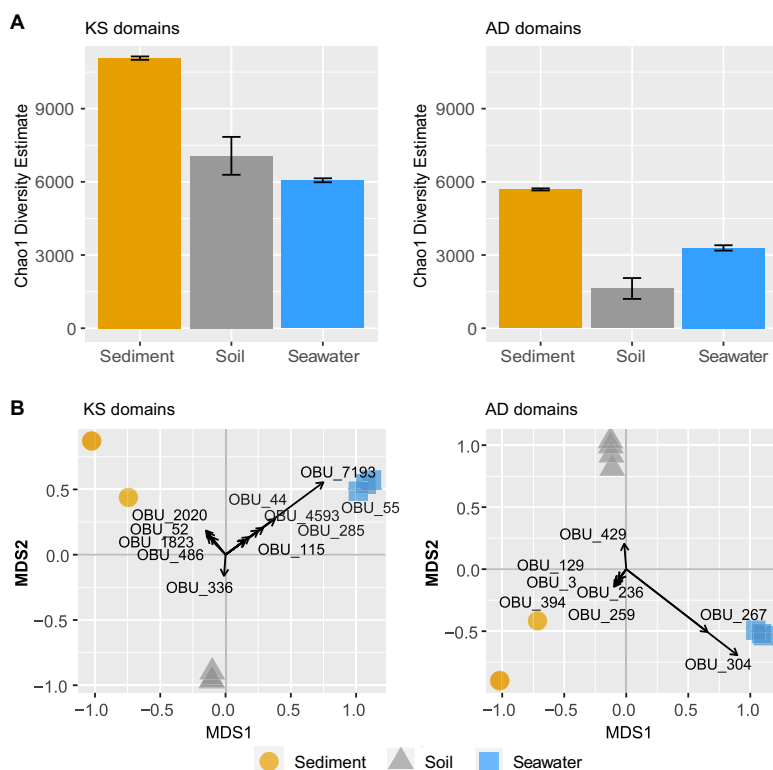 A
KS domains
AD domains
Chao1 Diversity Estimate
9000
6000
3000
0
Sediment Soil Seawater
Chao1 Diversity Estimate
9000
6000
3000
0
Sediment Soil Seawater
B
KS domains
AD domains
MDS2
0.5
0.0
−0.5
−1.0
OBU_7193
OBU_44
OBU_55
OBU_2020
OBU_4593
OBU_52
OBU_285
OBU_1823
OBU_115
OBU_486
OBU_336
−1.0 −0.5 0.0 0.5 1.0
MDS1
1.0
0.5
0.0
−0.5
OBU_429
OBU_129
OBU_3
OBU_236
OBU_394
OBU_259
OBU_267
OBU_304
−1.0 −0.5 0.0 0.5 1.0
MDS1
Sediment Soil Seawater